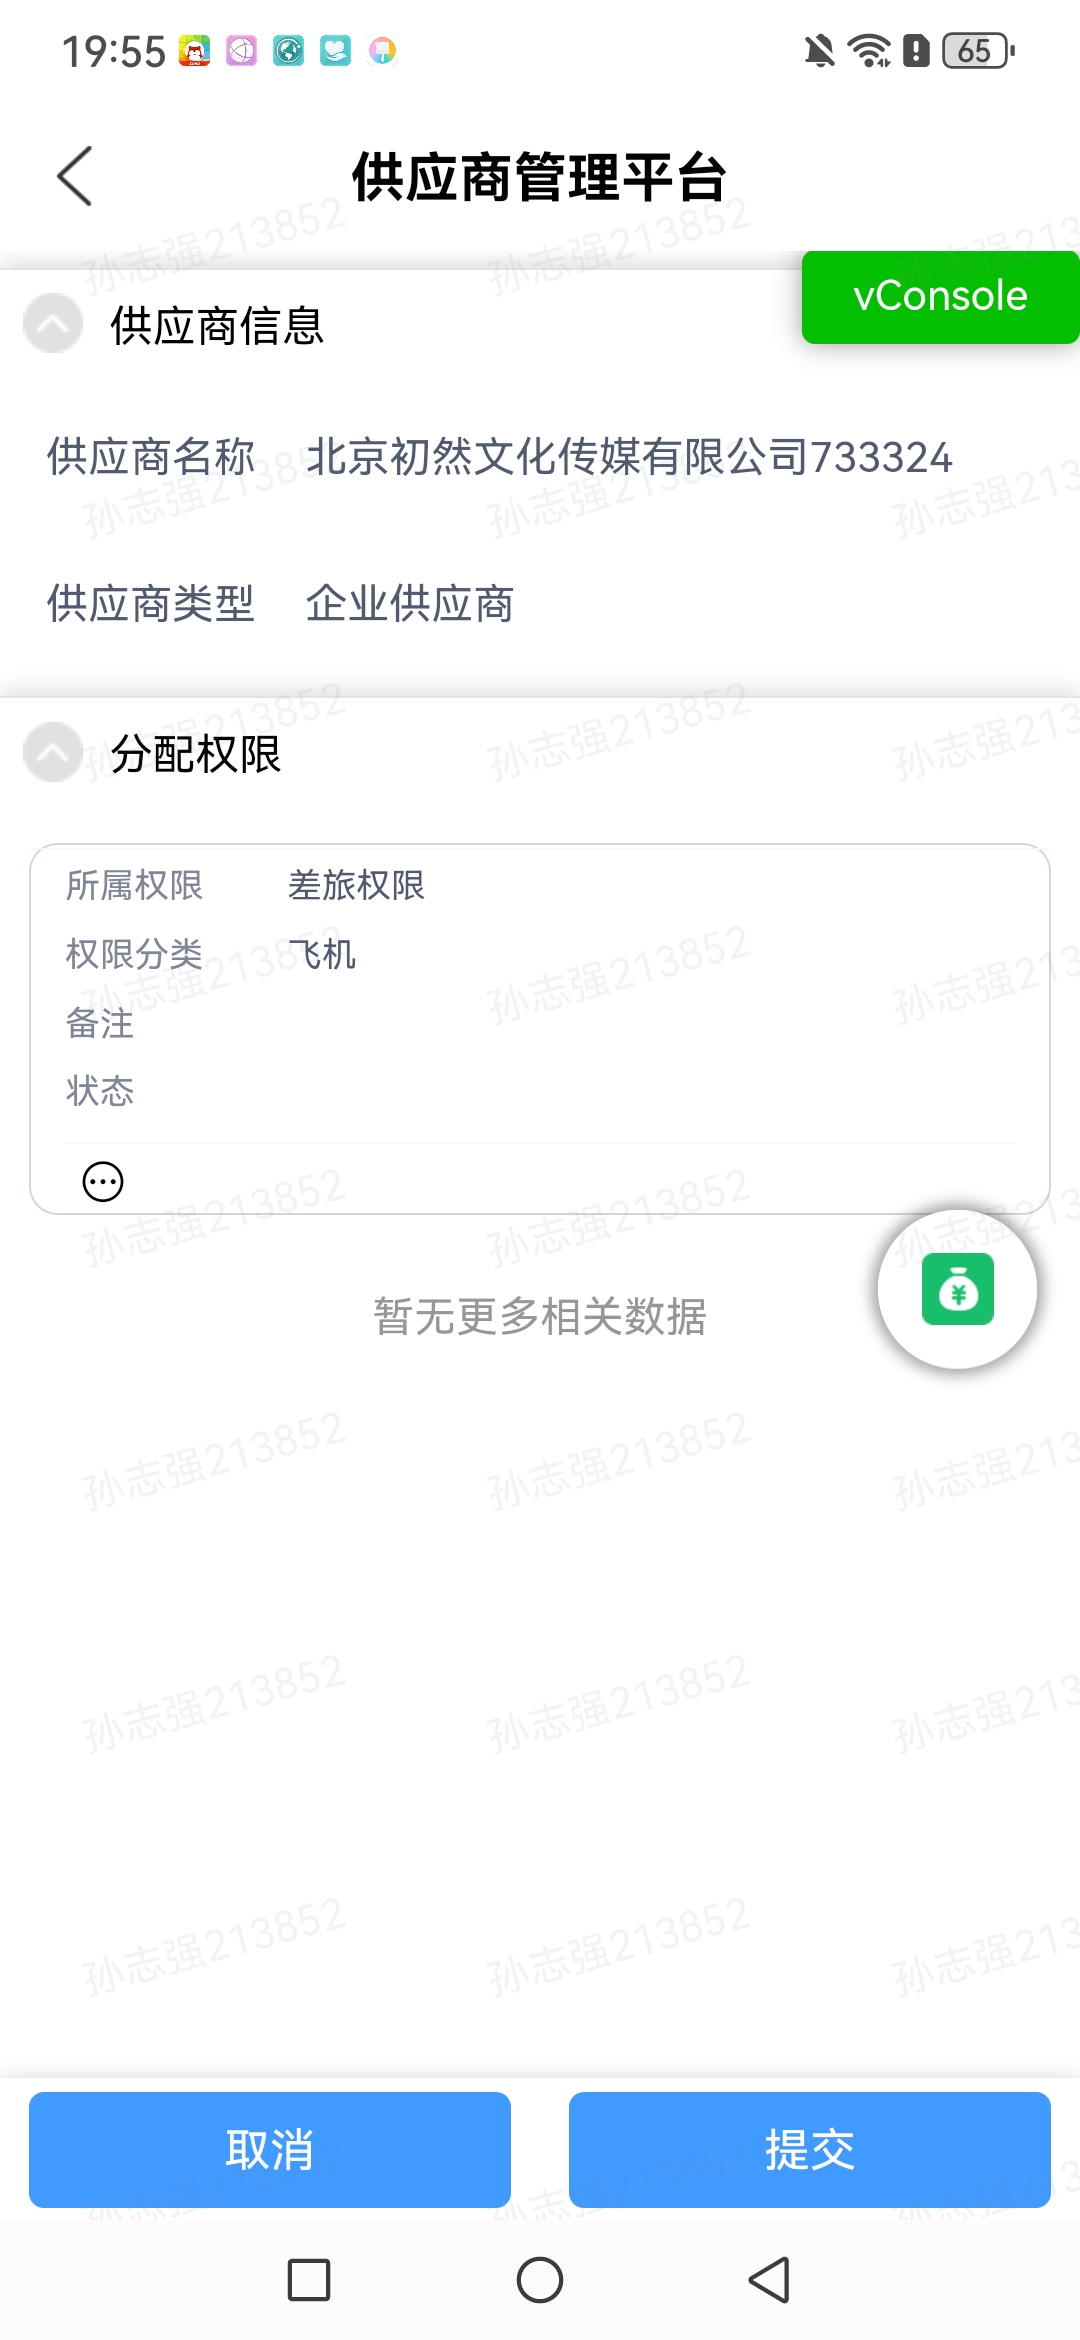 19:55
65
供应商管理平台
vConsole
供应商信息
供应商名称 北京初然文化传媒有限公司733324
供应商类型 企业供应商
分配权限
所属权限 差旅权限
权限分类 飞机
备注
状态
暂无更多相关数据
取消 提交
孙志强213852